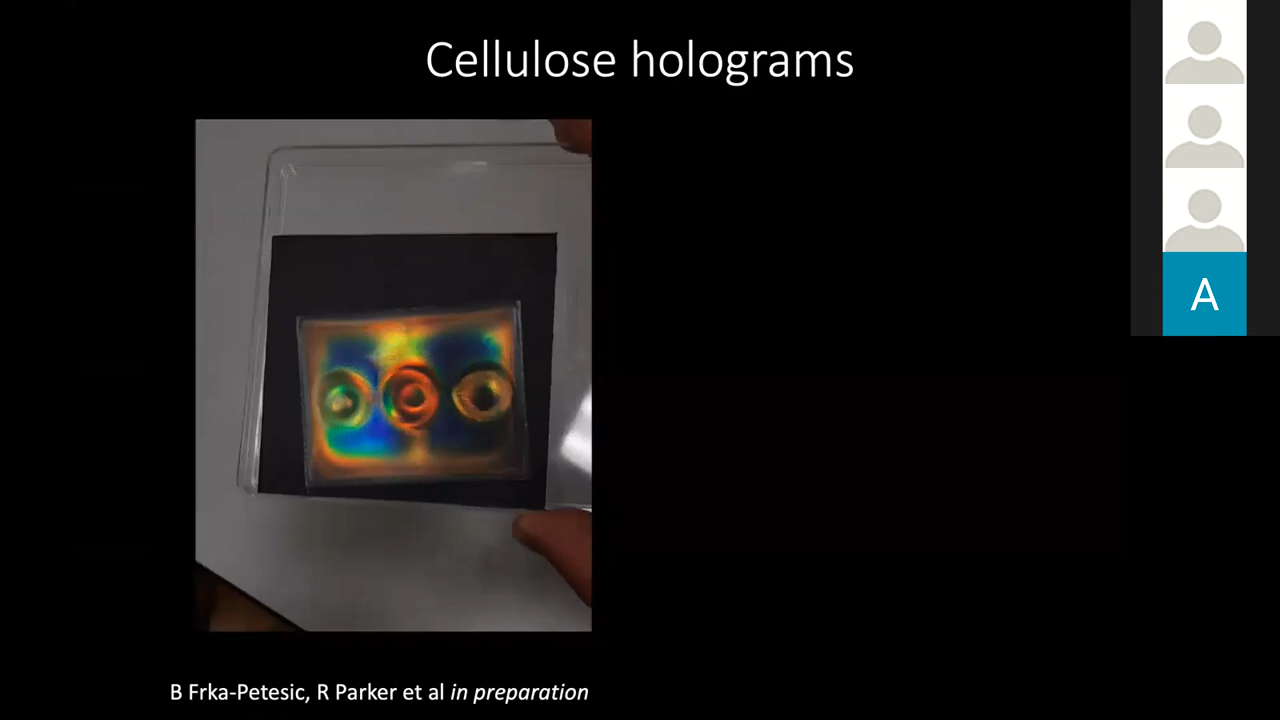 Cellulose holograms
A
B Frka-Petesic, R Parker et al in preparation